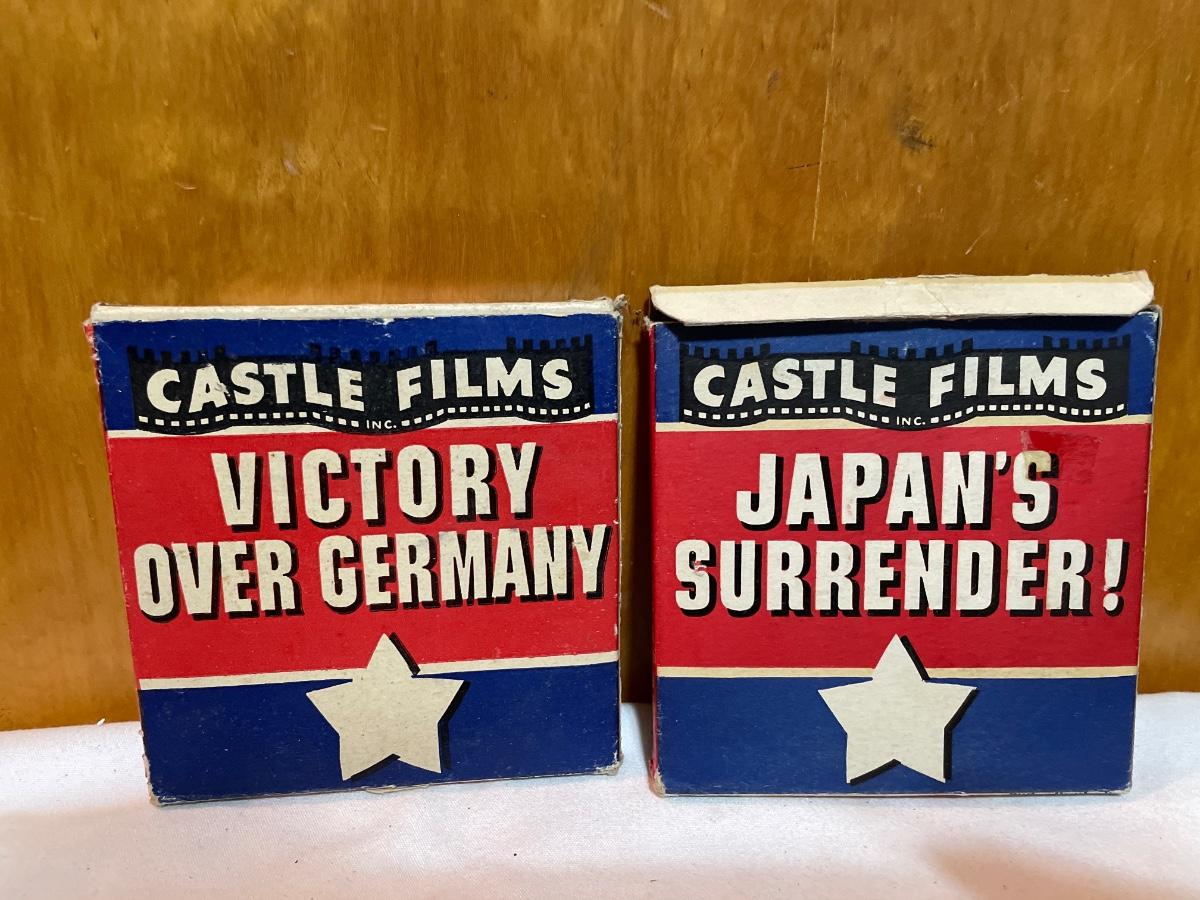 CASTLE FILMS
INC.
VICTORY
OVER GERMANY
CASTLE FILMS
INC.
JAPAN'S
SURRENDER!